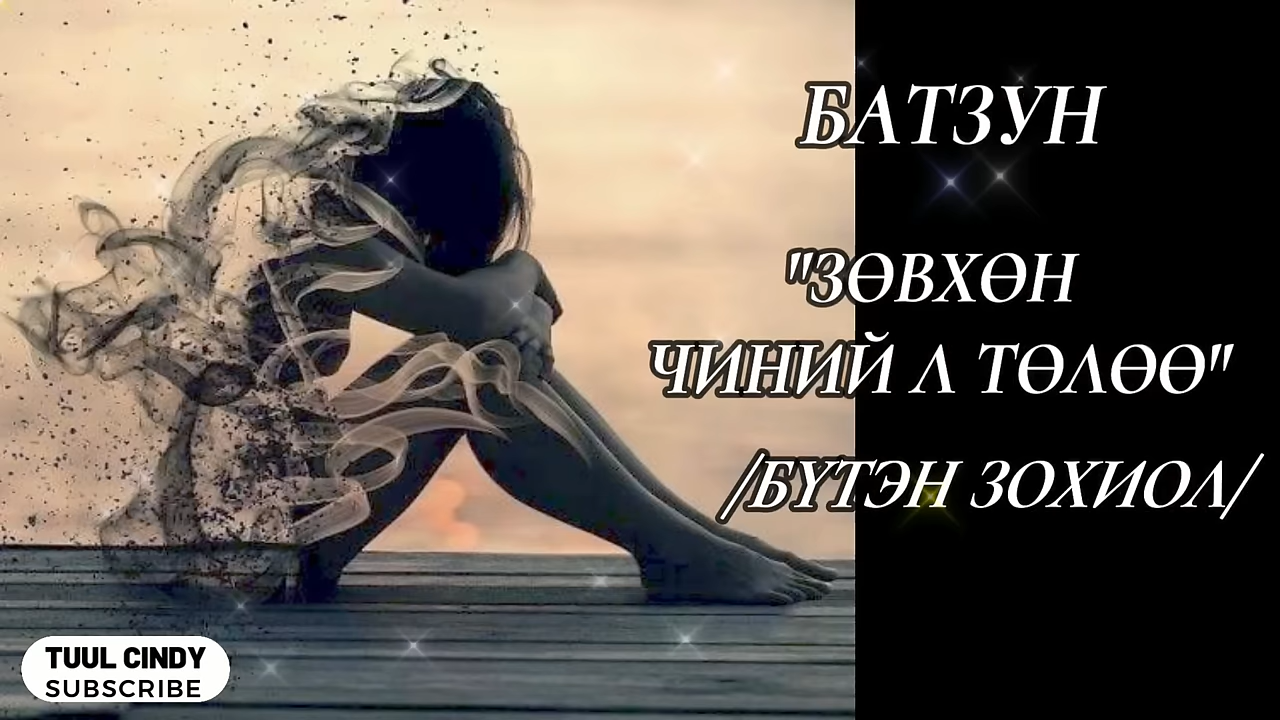 БАТЗУН
"ЗӨВХӨН
ЧИНИЙ Л ТӨЛӨӨ"
/БҮТЭН ЗОХИОЛ/
TUUL CINDY
SUBSCRIBE